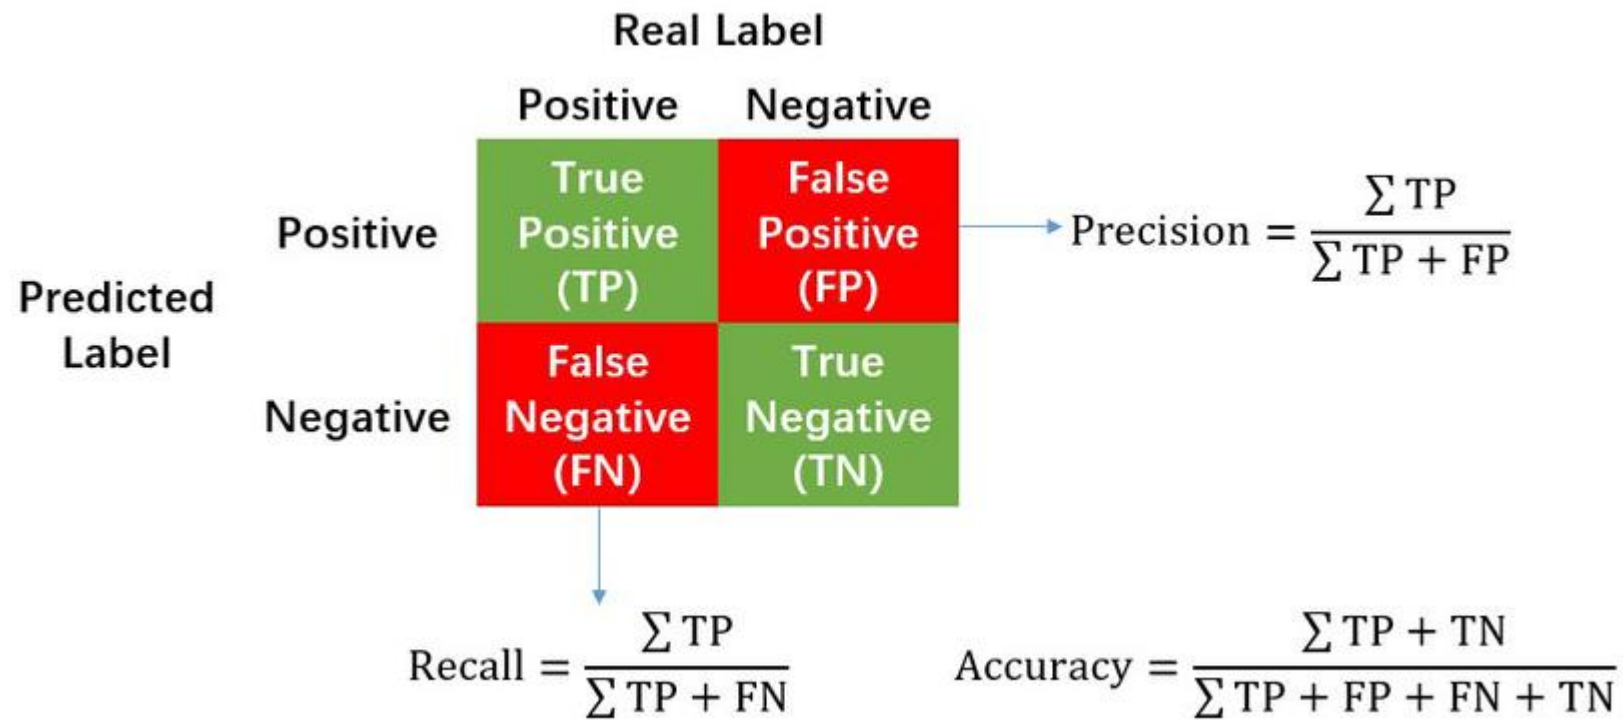 Real Label
Positive Negative
True
Positive
(TP)
False
Positive
(FP)
Positive
Precision = ∑ TP / ∑ TP + FP
Predicted
Label
False
Negative
(FN)
True
Negative
(TN)
Negative
Recall = ∑ TP / ∑ TP + FN
Accuracy = ∑ TP + TN / ∑ TP + FP + FN + TN